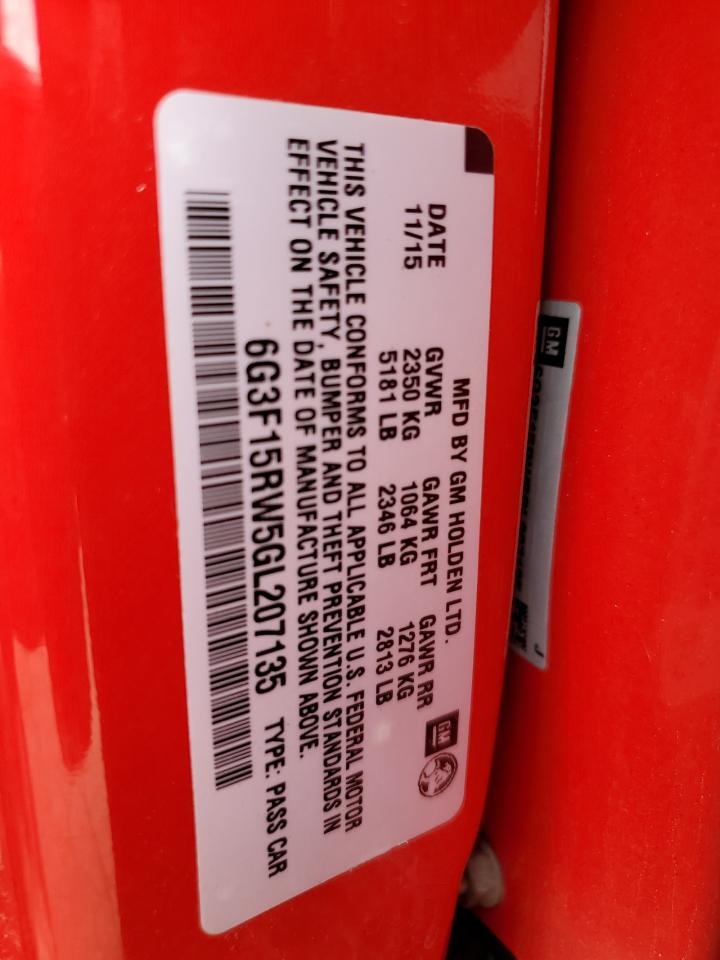 MFD BY GM HOLDEN LTD.
DATE GVWR GAWR FRT GAWR RR
11/15 2350 KG 1064 KG 1276 KG
5181 LB 2346 LB 2813 LB
GM
THIS VEHICLE CONFORMS TO ALL APPLICABLE U.S. FEDERAL MOTOR
VEHICLE SAFETY, BUMPER AND THEFT PREVENTION STANDARDS IN
EFFECT ON THE DATE OF MANUFACTURE SHOWN ABOVE.
6G3F15RW5GL207135 TYPE: PASS CAR
GM
J